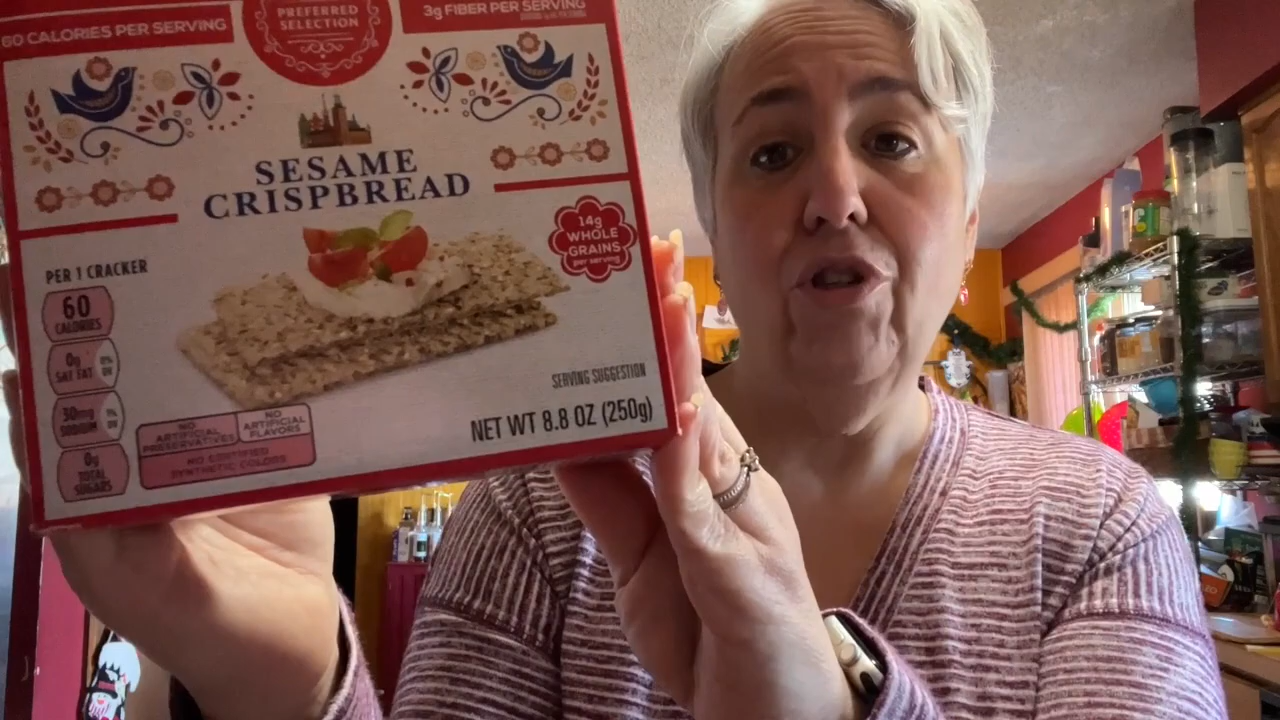 60 CALORIES PER SERVING
PREFERRED
SELECTION
3g FIBER PER SERVING
SESAME
CRISPBREAD
14g
WHOLE
GRAINS
per serving
PER 1 CRACKER
60
CALORIES
0g
SAT FAT
30mg
SODIUM
0g
TOTAL
SUGARS
NO
ARTIFICIAL
PRESERVATIVES
NO
ARTIFICIAL
FLAVORS
NO CERTIFIED
SYNTHETIC COLORS
SERVING SUGGESTION
NET WT 8.8 OZ (250g)